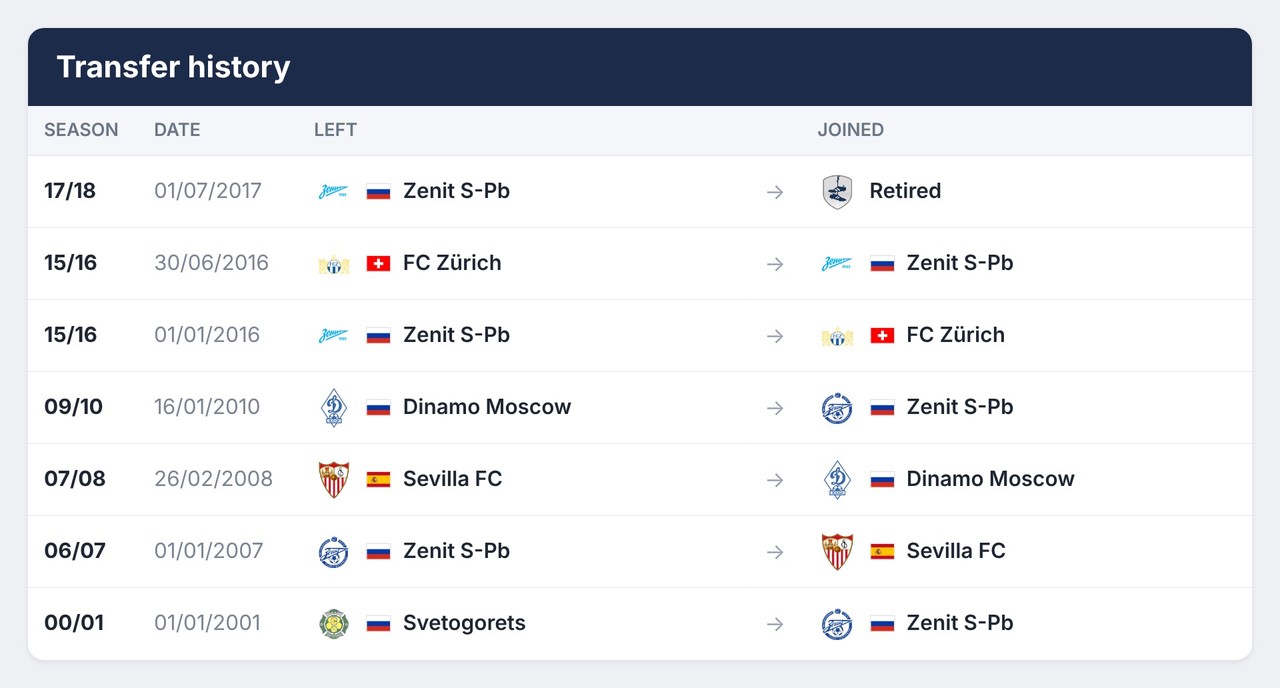 Transfer history
SEASON DATE LEFT JOINED
17/18 01/07/2017 Zenit S-Pb → Retired
15/16 30/06/2016 FC Zürich → Zenit S-Pb
15/16 01/01/2016 Zenit S-Pb → FC Zürich
09/10 16/01/2010 Dinamo Moscow → Zenit S-Pb
07/08 26/02/2008 Sevilla FC → Dinamo Moscow
06/07 01/01/2007 Zenit S-Pb → Sevilla FC
00/01 01/01/2001 Svetogorets → Zenit S-Pb